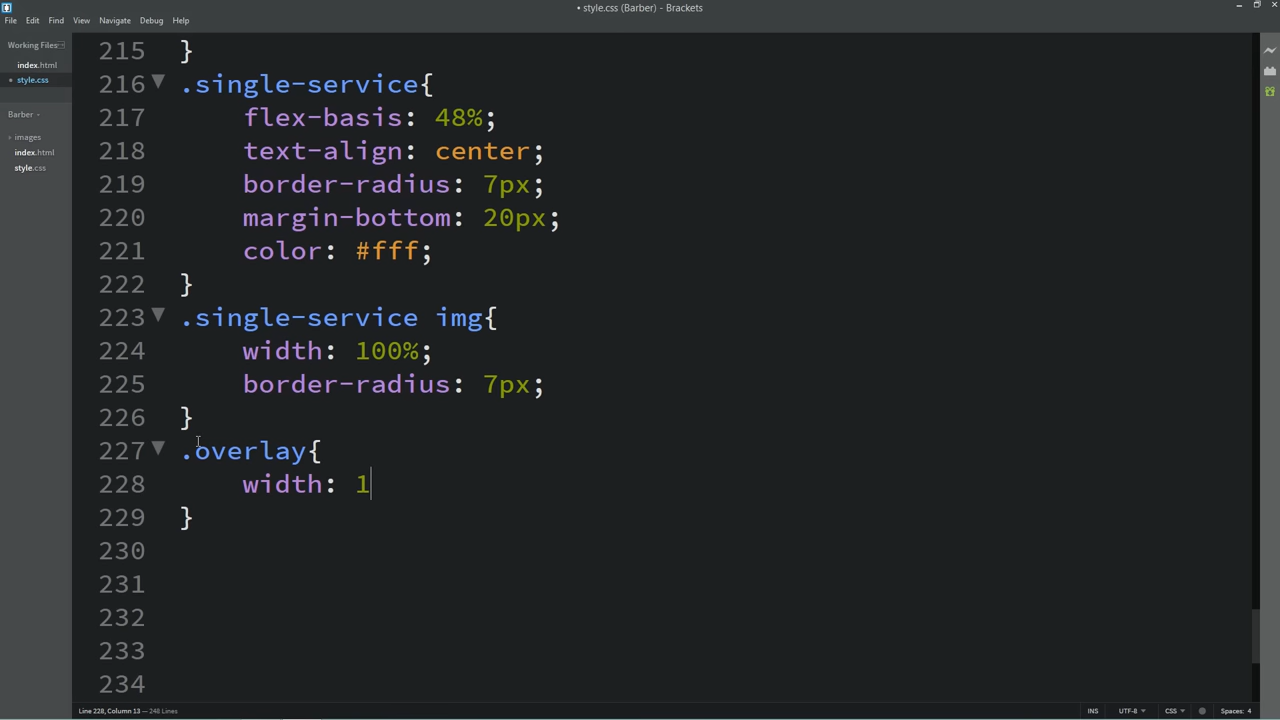 • style.css (Barber) - Brackets
File Edit Find View Navigate Debug Help
Working Files
index.html
• style.css
Barber
images
index.html
style.css
215 }
216 .single-service{
217 flex-basis: 48%;
218 text-align: center;
219 border-radius: 7px;
220 margin-bottom: 20px;
221 color: #fff;
222 }
223 .single-service img{
224 width: 100%;
225 border-radius: 7px;
226 }
227 .overlay{
228 width: 1
229 }
230
231
232
233
234
Line 228, Column 13 — 248 Lines
INS UTF-8 CSS Spaces: 4